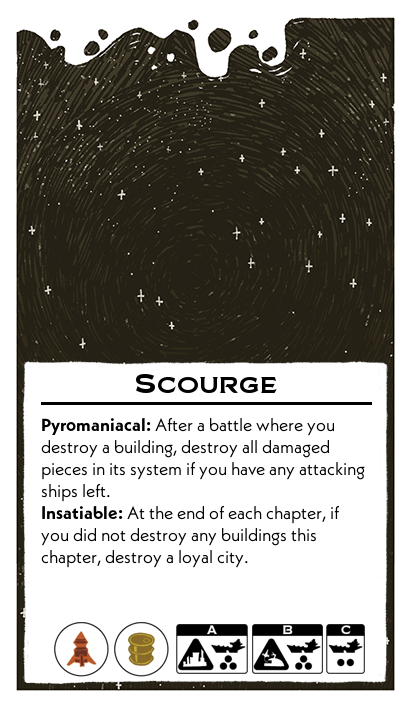 SCOURGE
Pyromaniacal: After a battle where you
destroy a building, destroy all damaged
pieces in its system if you have any attacking
ships left.
Insatiable: At the end of each chapter, if
you did not destroy any buildings this
chapter, destroy a loyal city.
A B C